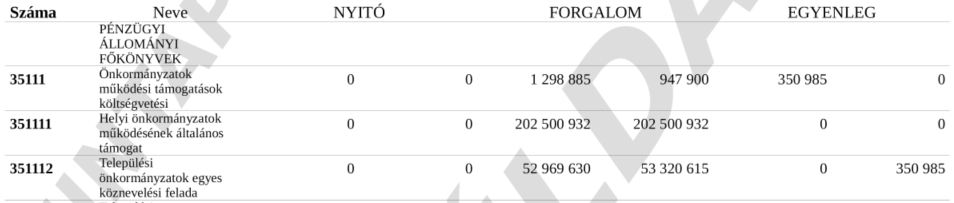 Száma Neve NYITÓ FORGALOM EGYENLEG
PÉNZÜGYI
ÁLLOMÁNYI
FŐKÖNYVEK
35111 Önkormányzatok 0 0 1 298 885 947 900 350 985 0
működési támogatások
költségvetési
351111 Helyi önkormányzatok 0 0 202 500 932 202 500 932 0 0
működésének általános
támogat
351112 Települési 0 0 52 969 630 53 320 615 0 350 985
önkormányzatok egyes
köznevelési felada